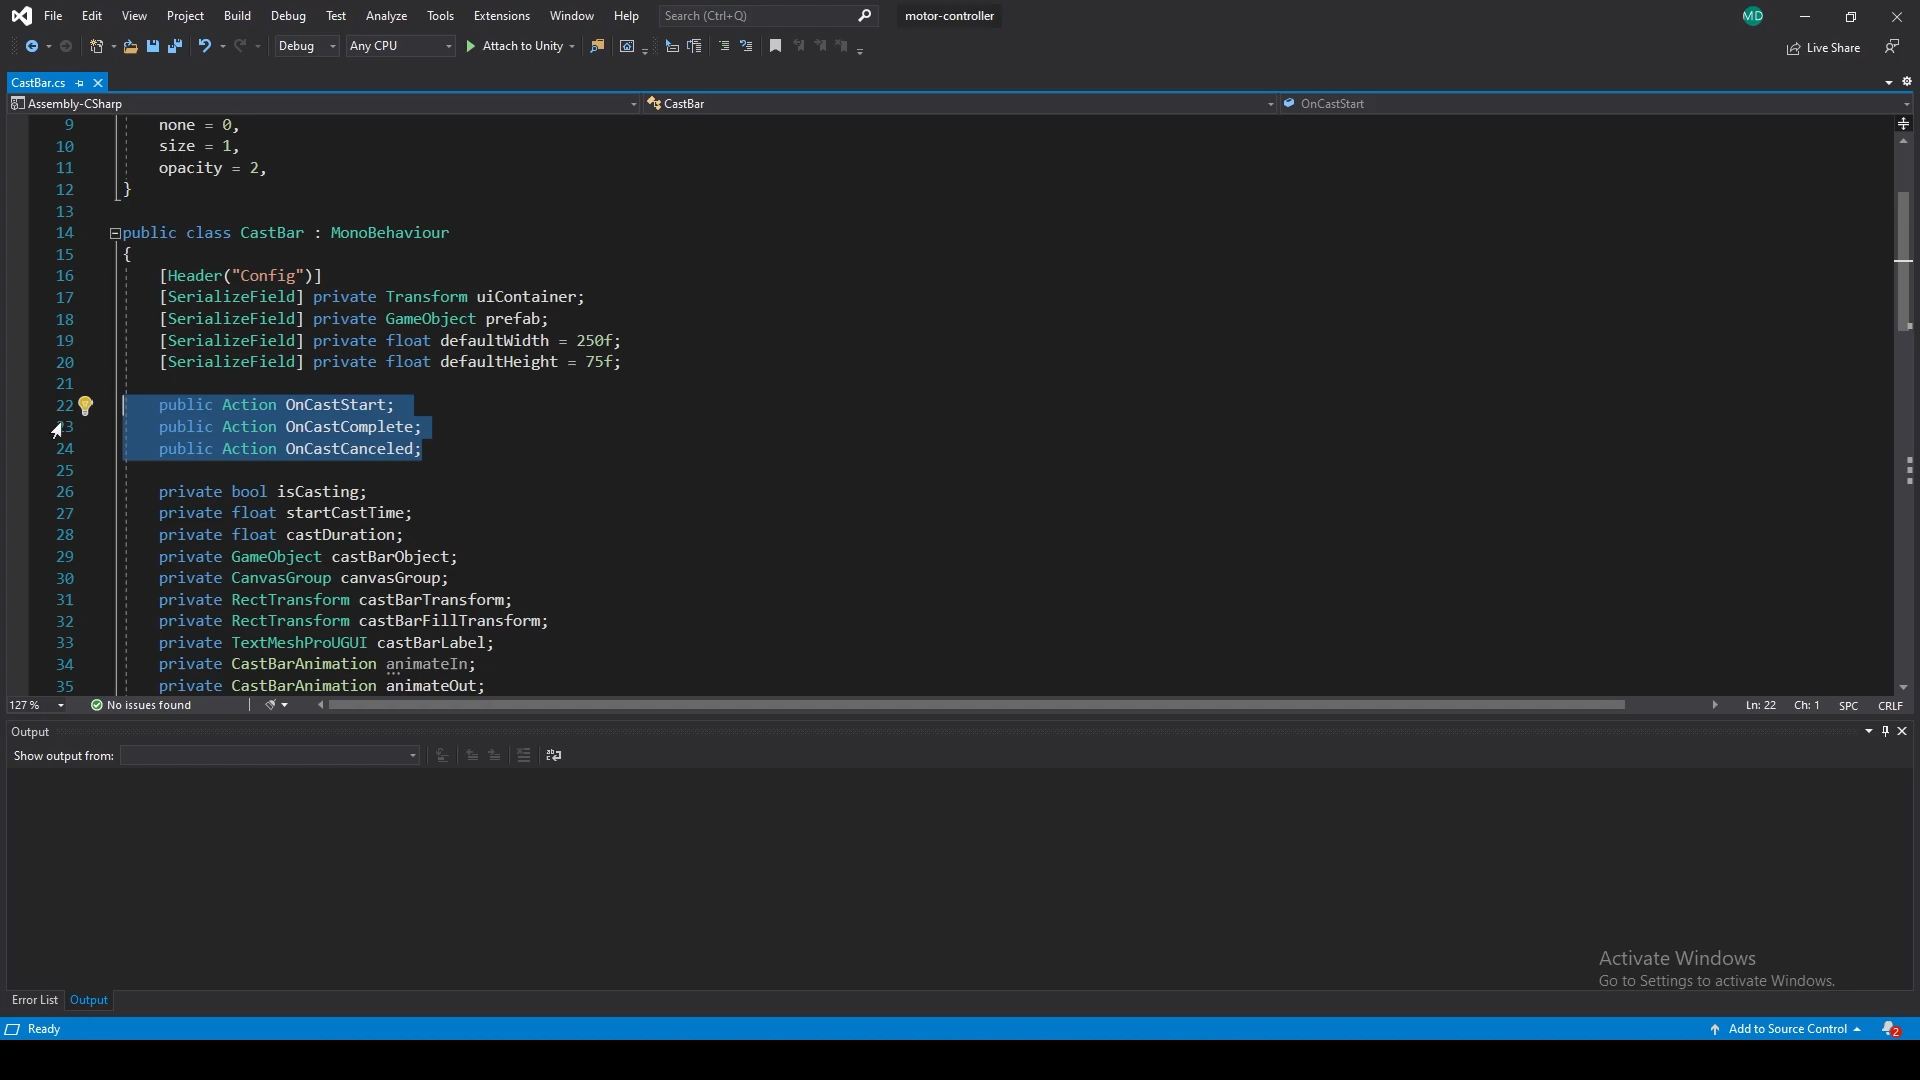 File Edit View Project Build Debug Test Analyze Tools Extensions Window Help Search (Ctrl+Q) motor-controller MD
Debug Any CPU Attach to Unity Live Share
CastBar.cs
Assembly-CSharp CastBar OnCastStart
9 none = 0,
10 size = 1,
11 opacity = 2,
12 }
13
14 public class CastBar : MonoBehaviour
15 {
16 [Header("Config")]
17 [SerializeField] private Transform uiContainer;
18 [SerializeField] private GameObject prefab;
19 [SerializeField] private float defaultWidth = 250f;
20 [SerializeField] private float defaultHeight = 75f;
21
22 public Action OnCastStart;
23 public Action OnCastComplete;
24 public Action OnCastCanceled;
25
26 private bool isCasting;
27 private float startCastTime;
28 private float castDuration;
29 private GameObject castBarObject;
30 private CanvasGroup canvasGroup;
31 private RectTransform castBarTransform;
32 private RectTransform castBarFillTransform;
33 private TextMeshProUGUI castBarLabel;
34 private CastBarAnimation animateIn;
35 private CastBarAnimation animateOut;
127 % No issues found Ln: 22 Ch: 1 SPC CRLF
Output
Show output from:
Activate Windows
Go to Settings to activate Windows.
Error List Output
Ready Add to Source Control 2